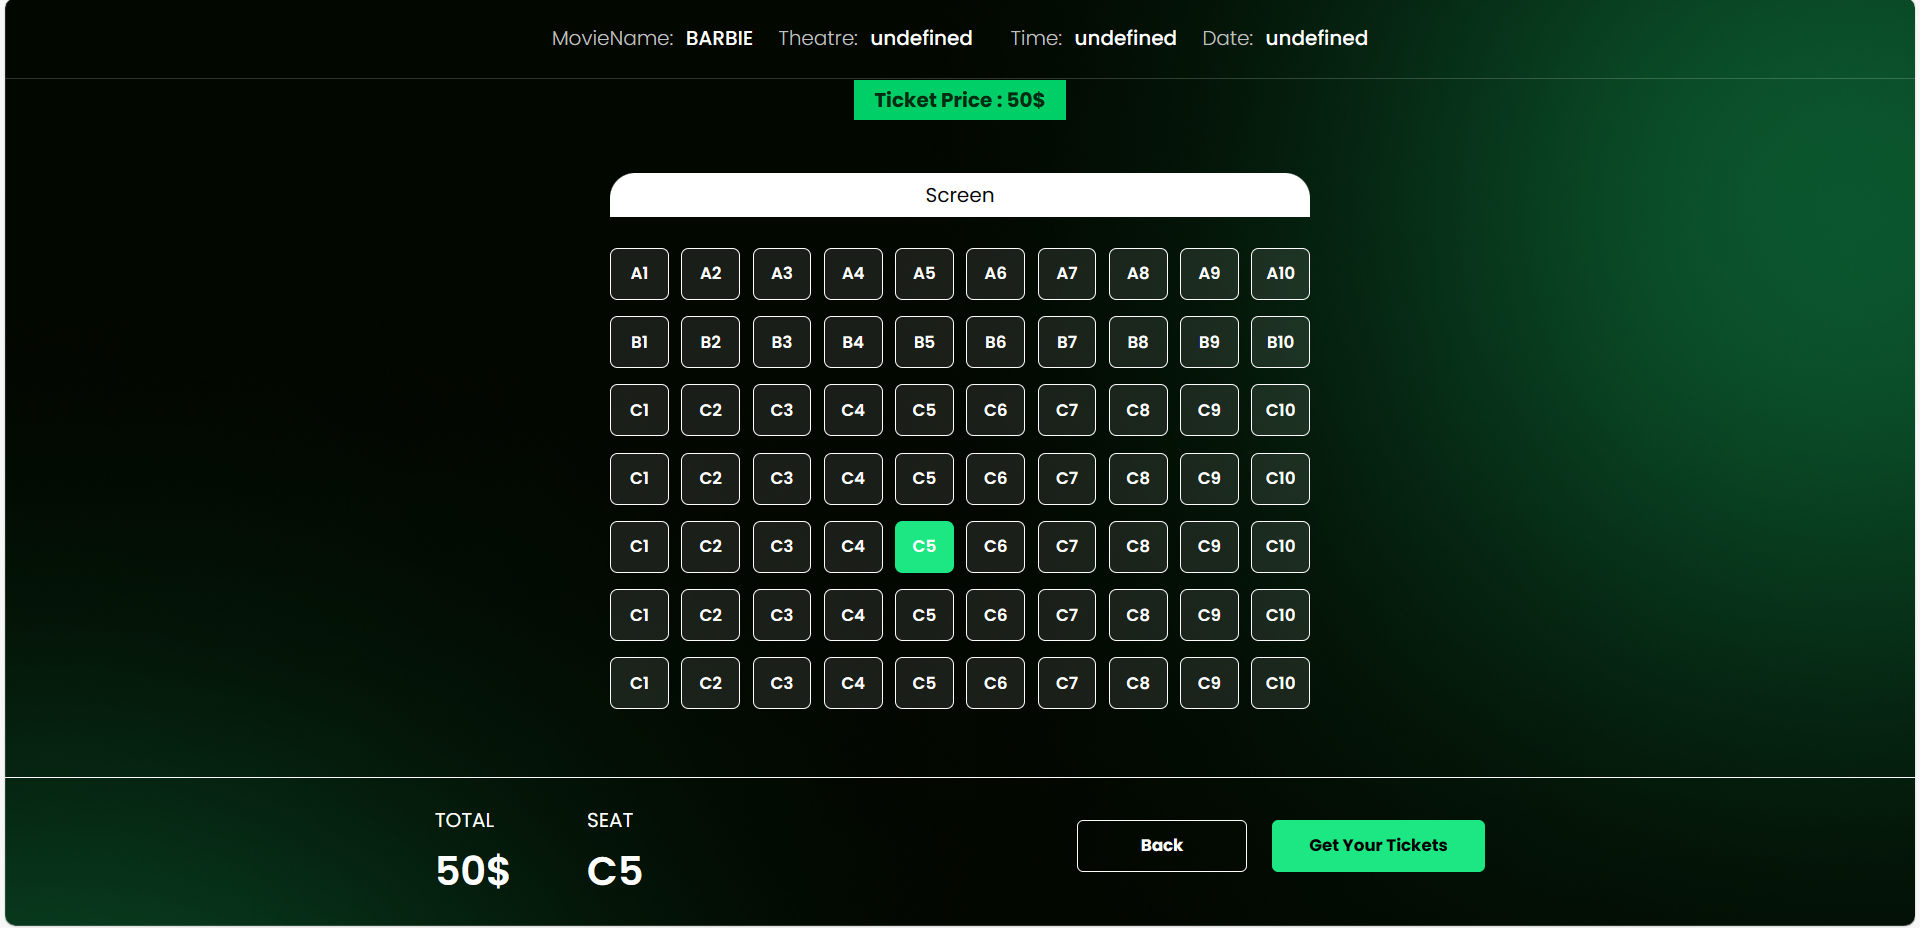 MovieName: BARBIE Theatre: undefined Time: undefined Date: undefined
Ticket Price : 50$
Screen
A1 A2 A3 A4 A5 A6 A7 A8 A9 A10
B1 B2 B3 B4 B5 B6 B7 B8 B9 B10
C1 C2 C3 C4 C5 C6 C7 C8 C9 C10
C1 C2 C3 C4 C5 C6 C7 C8 C9 C10
C1 C2 C3 C4 C5 C6 C7 C8 C9 C10
C1 C2 C3 C4 C5 C6 C7 C8 C9 C10
C1 C2 C3 C4 C5 C6 C7 C8 C9 C10
TOTAL SEAT
50$ C5
Back Get Your Tickets